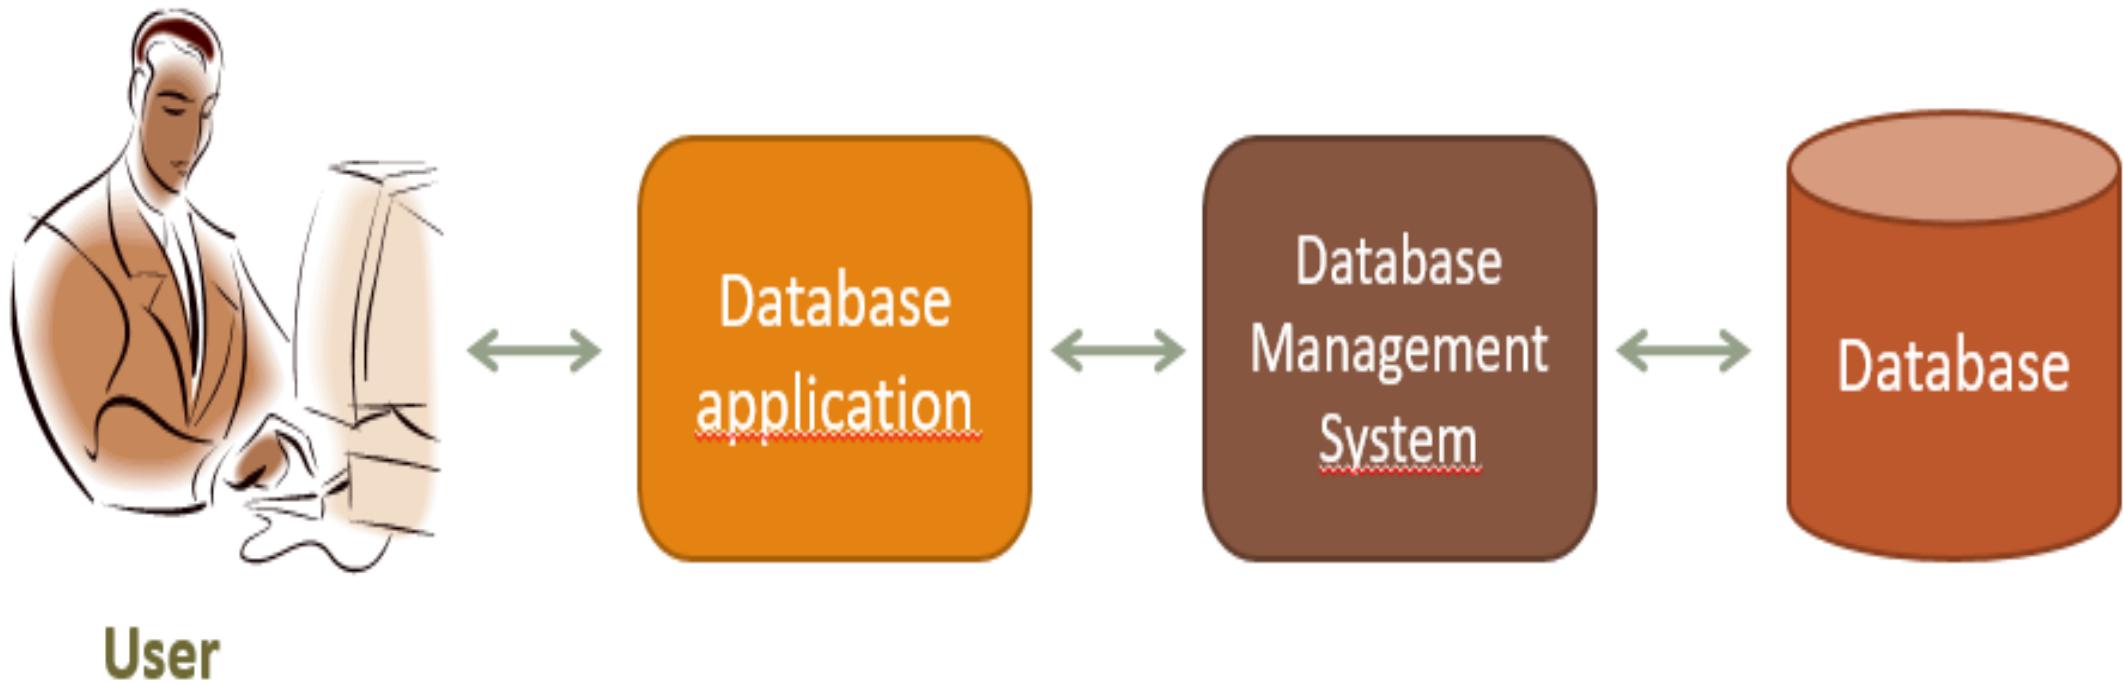 Database
application
Database
Management
System
Database
User